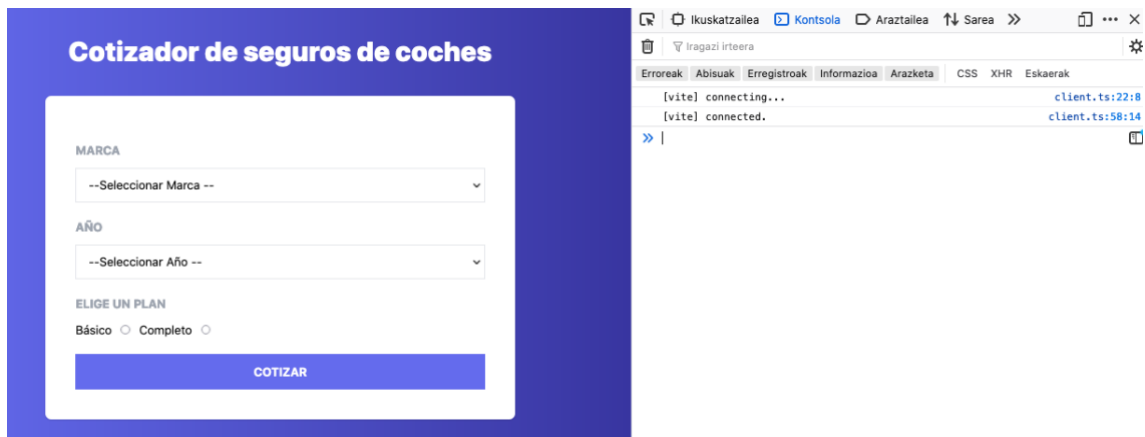 Cotizador de seguros de coches
MARCA
--Seleccionar Marca --
AÑO
--Seleccionar Año --
ELIGE UN PLAN
Básico Completo
COTIZAR
Ikuskatzailea Kontsola Araztailea Sarea
Iragazi irteera
Erroreak Abisuak Erregistroak Informazioa Arazketa CSS XHR Eskaerak
[vite] connecting... client.ts:22:8
[vite] connected. client.ts:58:14